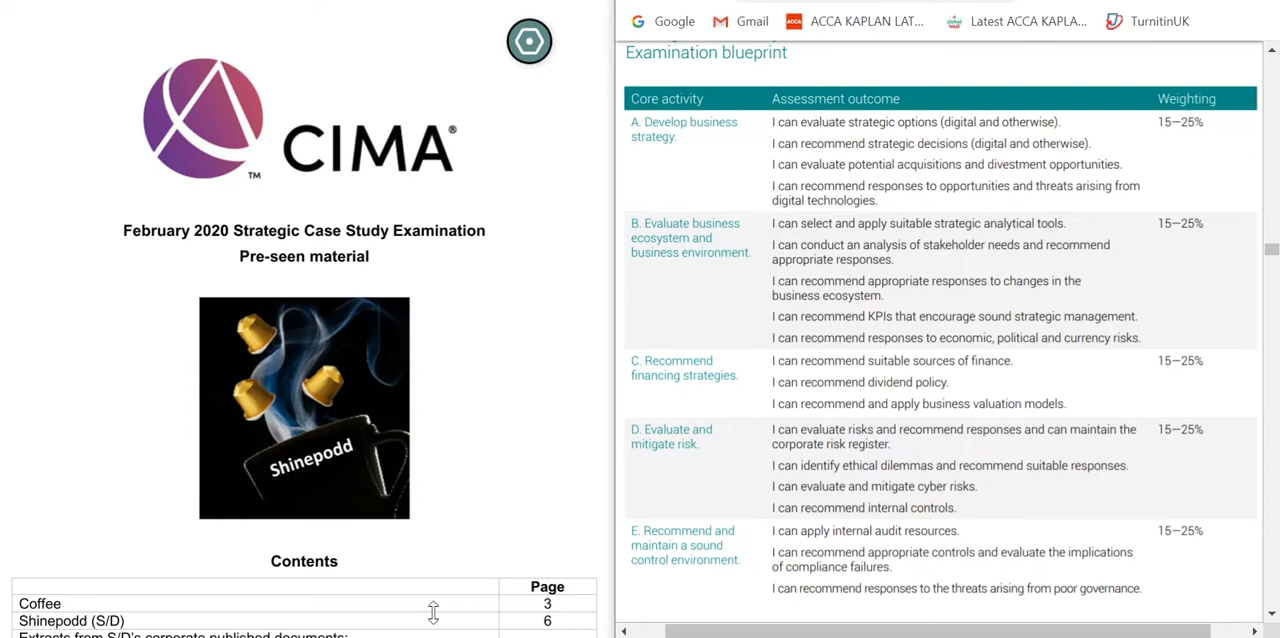 CIMA®
TM
February 2020 Strategic Case Study Examination
Pre-seen material
Shinepodd
Contents
Page
Coffee 3
Shinepodd (S/D) 6
Extracts from S/D's corporate published documents:
Google Gmail ACCA KAPLAN LAT... Latest ACCA KAPLA... TurnitinUK
Examination blueprint
Core activity Assessment outcome Weighting
A. Develop business I can evaluate strategic options (digital and otherwise). 15–25%
strategy. I can recommend strategic decisions (digital and otherwise).
I can evaluate potential acquisitions and divestment opportunities.
I can recommend responses to opportunities and threats arising from
digital technologies.
B. Evaluate business I can select and apply suitable strategic analytical tools. 15–25%
ecosystem and I can conduct an analysis of stakeholder needs and recommend
business environment. appropriate responses.
I can recommend appropriate responses to changes in the
business ecosystem.
I can recommend KPIs that encourage sound strategic management.
I can recommend responses to economic, political and currency risks.
C. Recommend I can recommend suitable sources of finance. 15–25%
financing strategies. I can recommend dividend policy.
I can recommend and apply business valuation models.
D. Evaluate and I can evaluate risks and recommend responses and can maintain the 15–25%
mitigate risk. corporate risk register.
I can identify ethical dilemmas and recommend suitable responses.
I can evaluate and mitigate cyber risks.
I can recommend internal controls.
E. Recommend and I can apply internal audit resources. 15–25%
maintain a sound I can recommend appropriate controls and evaluate the implications
control environment. of compliance failures.
I can recommend responses to the threats arising from poor governance.